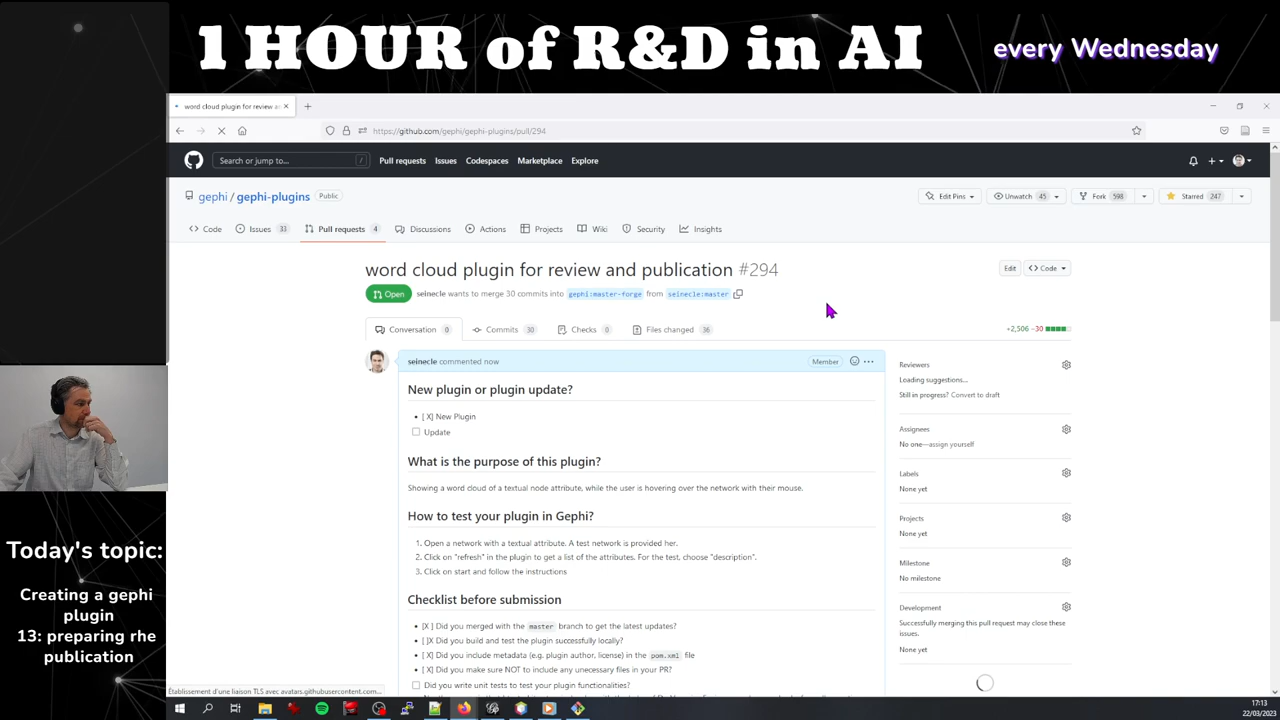 1 HOUR of R&D in AI
every Wednesday
word cloud plugin for review a
https://github.com/gephi/gephi-plugins/pull/294
Search or jump to...
/
Pull requests
Issues
Codespaces
Marketplace
Explore
gephi / gephi-plugins
Public
Edit Pins
Unwatch 45
Fork 598
Starred 247
Code
Issues 33
Pull requests 4
Discussions
Actions
Projects
Wiki
Security
Insights
word cloud plugin for review and publication #294
Edit
Code
Open
seinecle wants to merge 30 commits into gephi:master-forge from seinecle:master
Conversation 0
Commits 30
Checks 0
Files changed 36
+2,506 −30
seinecle commented now
Member
New plugin or plugin update?
[ X] New Plugin
Update
What is the purpose of this plugin?
Showing a word cloud of a textual node attribute, while the user is hovering over the network with their mouse.
How to test your plugin in Gephi?
1. Open a network with a textual attribute. A test network is provided her.
2. Click on "refresh" in the plugin to get a list of the attributes. For the test, choose "description".
3. Click on start and follow the instructions
Checklist before submission
[X ] Did you merged with the master branch to get the latest updates?
[ ]X Did you build and test the plugin successfully locally?
[ X] Did you include metadata (e.g. plugin author, license) in the pom.xml file
[ X] Did you make sure NOT to include any unecessary files in your PR?
Did you write unit tests to test your plugin functionalities?
Reviewers
Loading suggestions...
Still in progress? Convert to draft
Assignees
No one—assign yourself
Labels
None yet
Projects
None yet
Milestone
No milestone
Development
Successfully merging this pull request may close these
issues.
None yet
Établissement d'une liaison TLS avec avatars.githubusercontent.com...
Today's topic:
Creating a gephi
plugin
13: preparing rhe
publication
17:13
22/03/2023